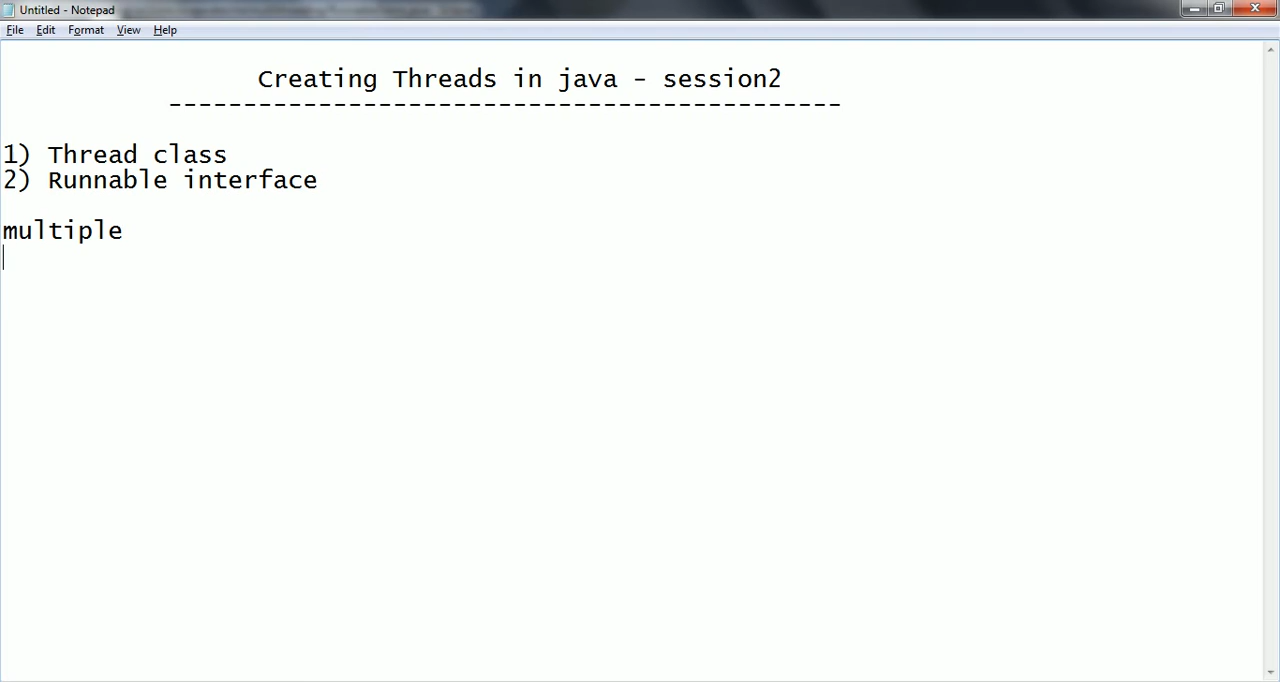 Untitled - Notepad
File Edit Format View Help
Creating Threads in java - session2
---------------------------------------------
1) Thread class
2) Runnable interface
multiple